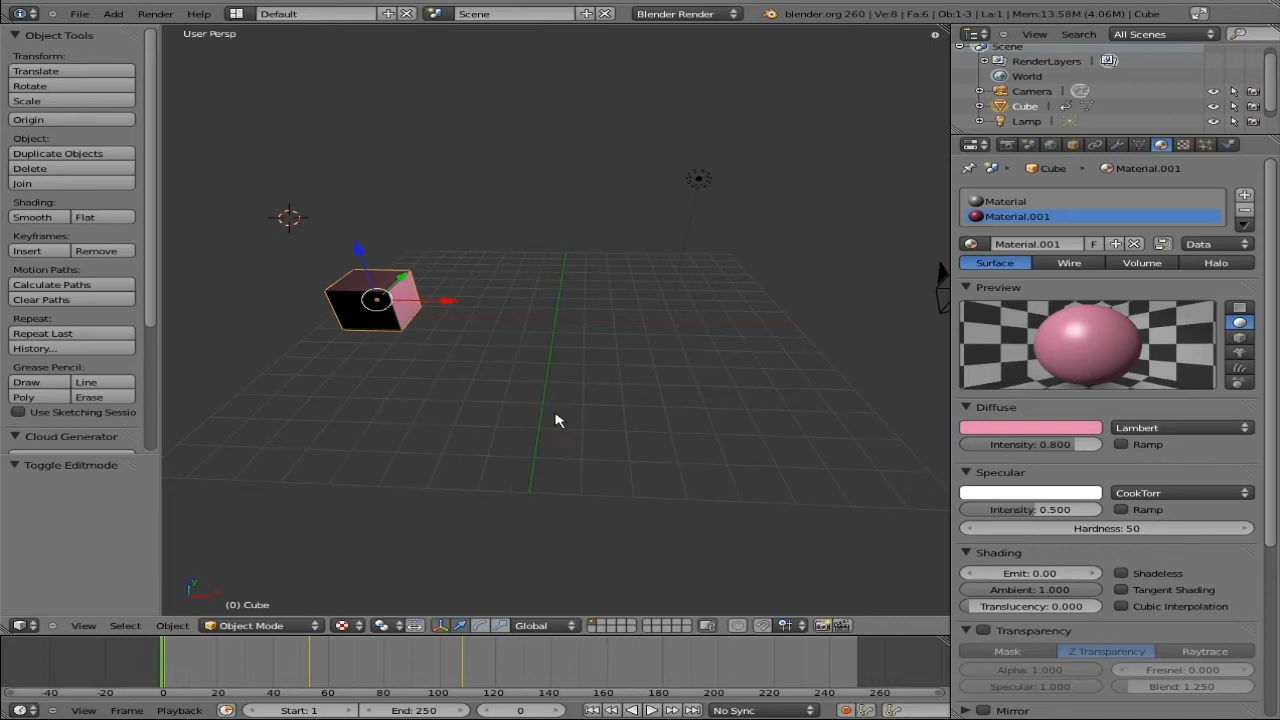 File Add Render Help Default Scene Blender Render blender.org 260 | Ve:8 | Fa:6 | Ob:1-3 | La:1 | Mem:13.58M (4.06M) | Cube
Object Tools
Transform:
Translate
Rotate
Scale
Origin
Object:
Duplicate Objects
Delete
Join
Shading:
Smooth Flat
Keyframes:
Insert Remove
Motion Paths:
Calculate Paths
Clear Paths
Repeat:
Repeat Last
History...
Grease Pencil:
Draw Line
Poly Erase
Use Sketching Sessio
Cloud Generator
Toggle Editmode
User Persp
(0) Cube
View Select Object Object Mode Global
-40 -20 0 20 40 60 80 100 120 140 160 180 200 220 240 260
View Frame Playback Start: 1 End: 250 0 No Sync
View Search All Scenes
Scene
RenderLayers
World
Camera
Cube
Lamp
Cube Material.001
Material
Material.001
Material.001 F Data
Surface Wire Volume Halo
Preview
Diffuse
Lambert
Intensity: 0.800 Ramp
Specular
CookTorr
Intensity: 0.500 Ramp
Hardness: 50
Shading
Emit: 0.00 Shadeless
Ambient: 1.000 Tangent Shading
Translucency: 0.000 Cubic Interpolation
Transparency
Mask Z Transparency Raytrace
Alpha: 1.000 Fresnel: 0.000
Specular: 1.000 Blend: 1.250
Mirror